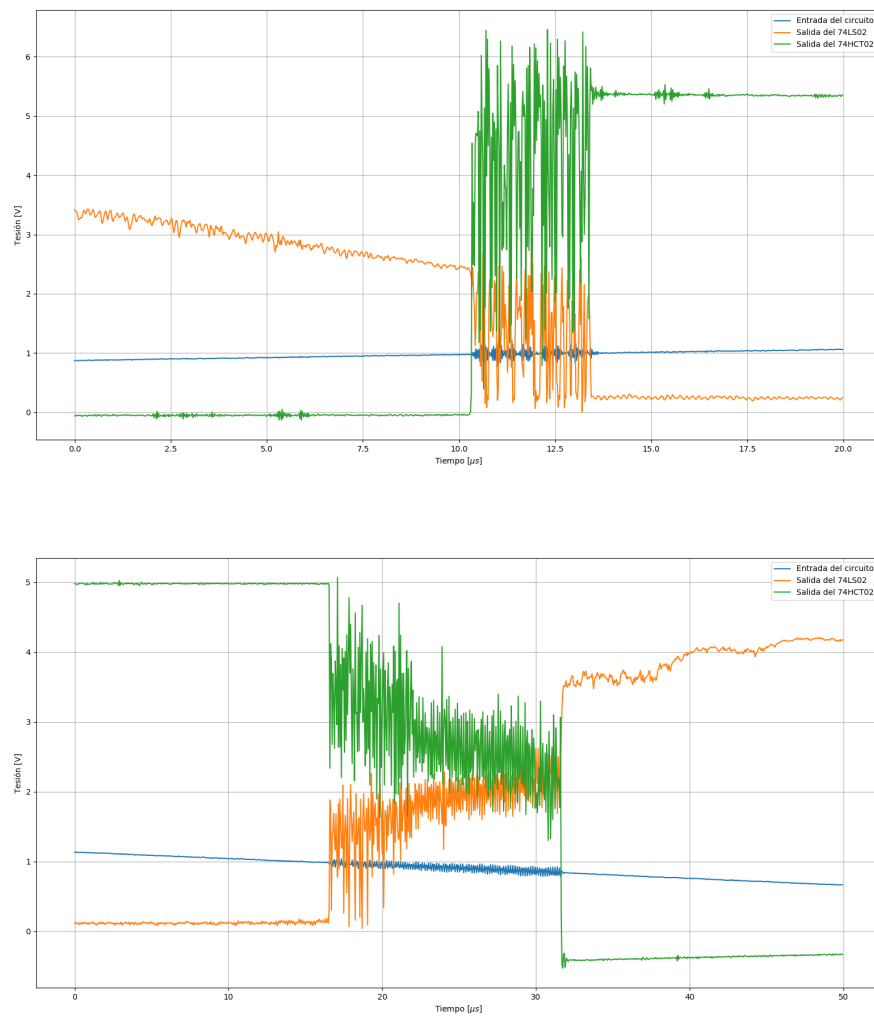 Entrada del circuito
Salida del 74LS02
Salida del 74HCT02
6
5
4
3
2
1
0
Tesión [V]
0.0 2.5 5.0 7.5 10.0 12.5 15.0 17.5 20.0
Tiempo [μs]
Entrada del circuito
Salida del 74LS02
Salida del 74HCT02
5
4
3
2
1
0
Tesión [V]
0 10 20 30 40 50
Tiempo [μs]